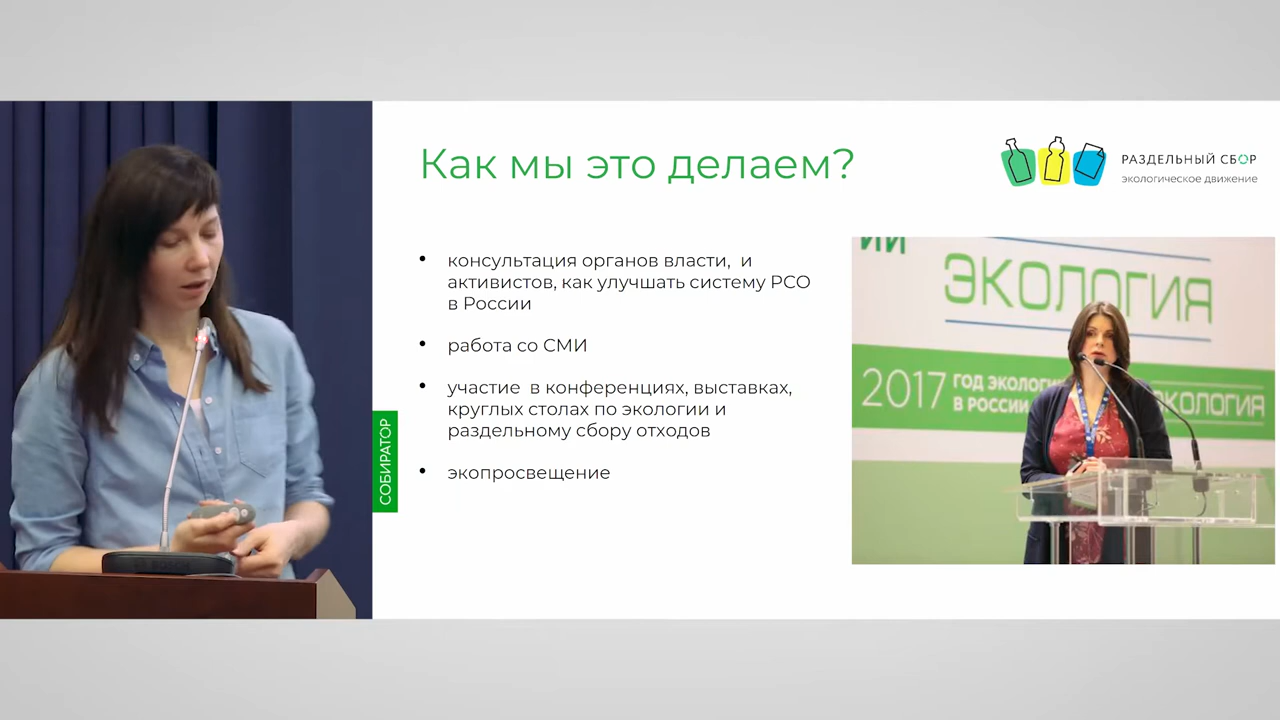 Как мы это делаем?
РАЗДЕЛЬНЫЙ СБОР
экологическое движение
• консультация органов власти, и
активистов, как улучшать систему РСО
в России
• работа со СМИ
• участие в конференциях, выставках,
круглых столах по экологии и
раздельному сбору отходов
• экопросвещение
СОБИРАТОР
ИИ
ЭКОЛОГИЯ
2017 ГОД ЭКОЛОГИ
В РОССИИ
ЭКОЛОГИЯ
BOSCH